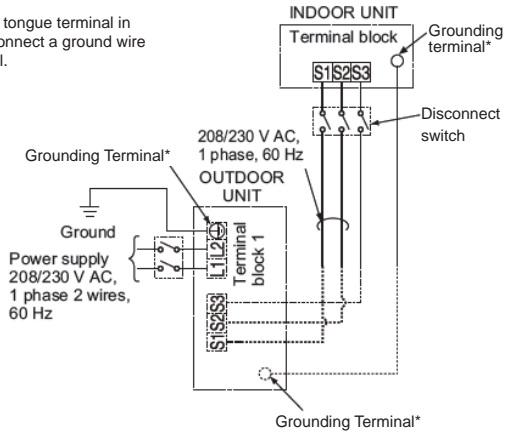 tongue terminal in
onnect a ground wire
l.
INDOOR UNIT
Terminal block
Grounding
terminal*
S1 S2 S3
Disconnect
switch
208/230 V AC,
1 phase, 60 Hz
Grounding Terminal*
OUTDOOR
UNIT
Ground
Power supply
208/230 V AC,
1 phase 2 wires,
60 Hz
L1 L2
Terminal
block 1
S1 S2 S3
Grounding Terminal*